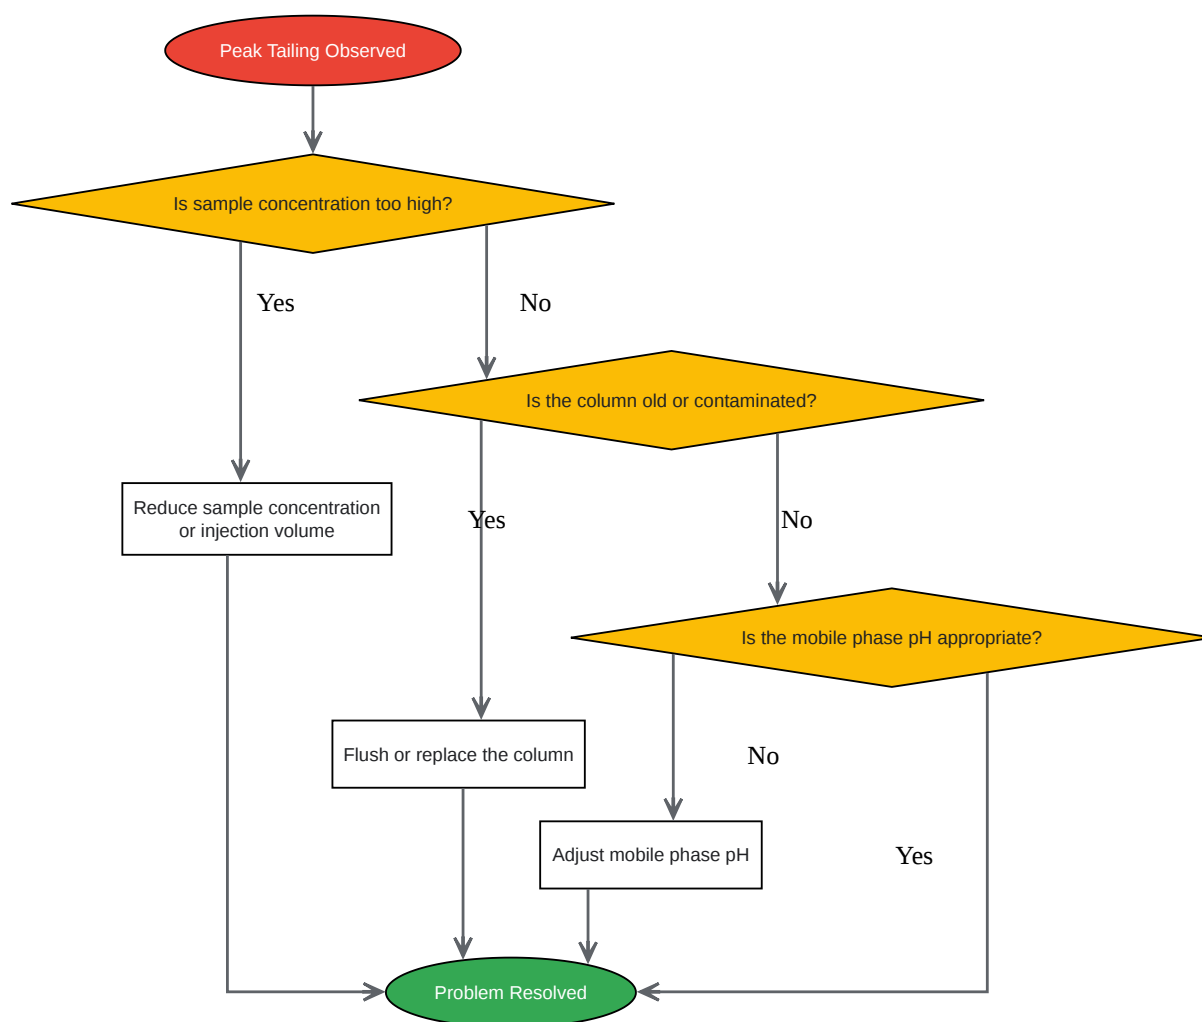 Peak Tailing Observed
Is sample concentration too high?
Yes
No
Is the column old or contaminated?
Reduce sample concentration
or injection volume
Yes
No
Is the mobile phase pH appropriate?
Flush or replace the column
No
Adjust mobile phase pH
Yes
Problem Resolved